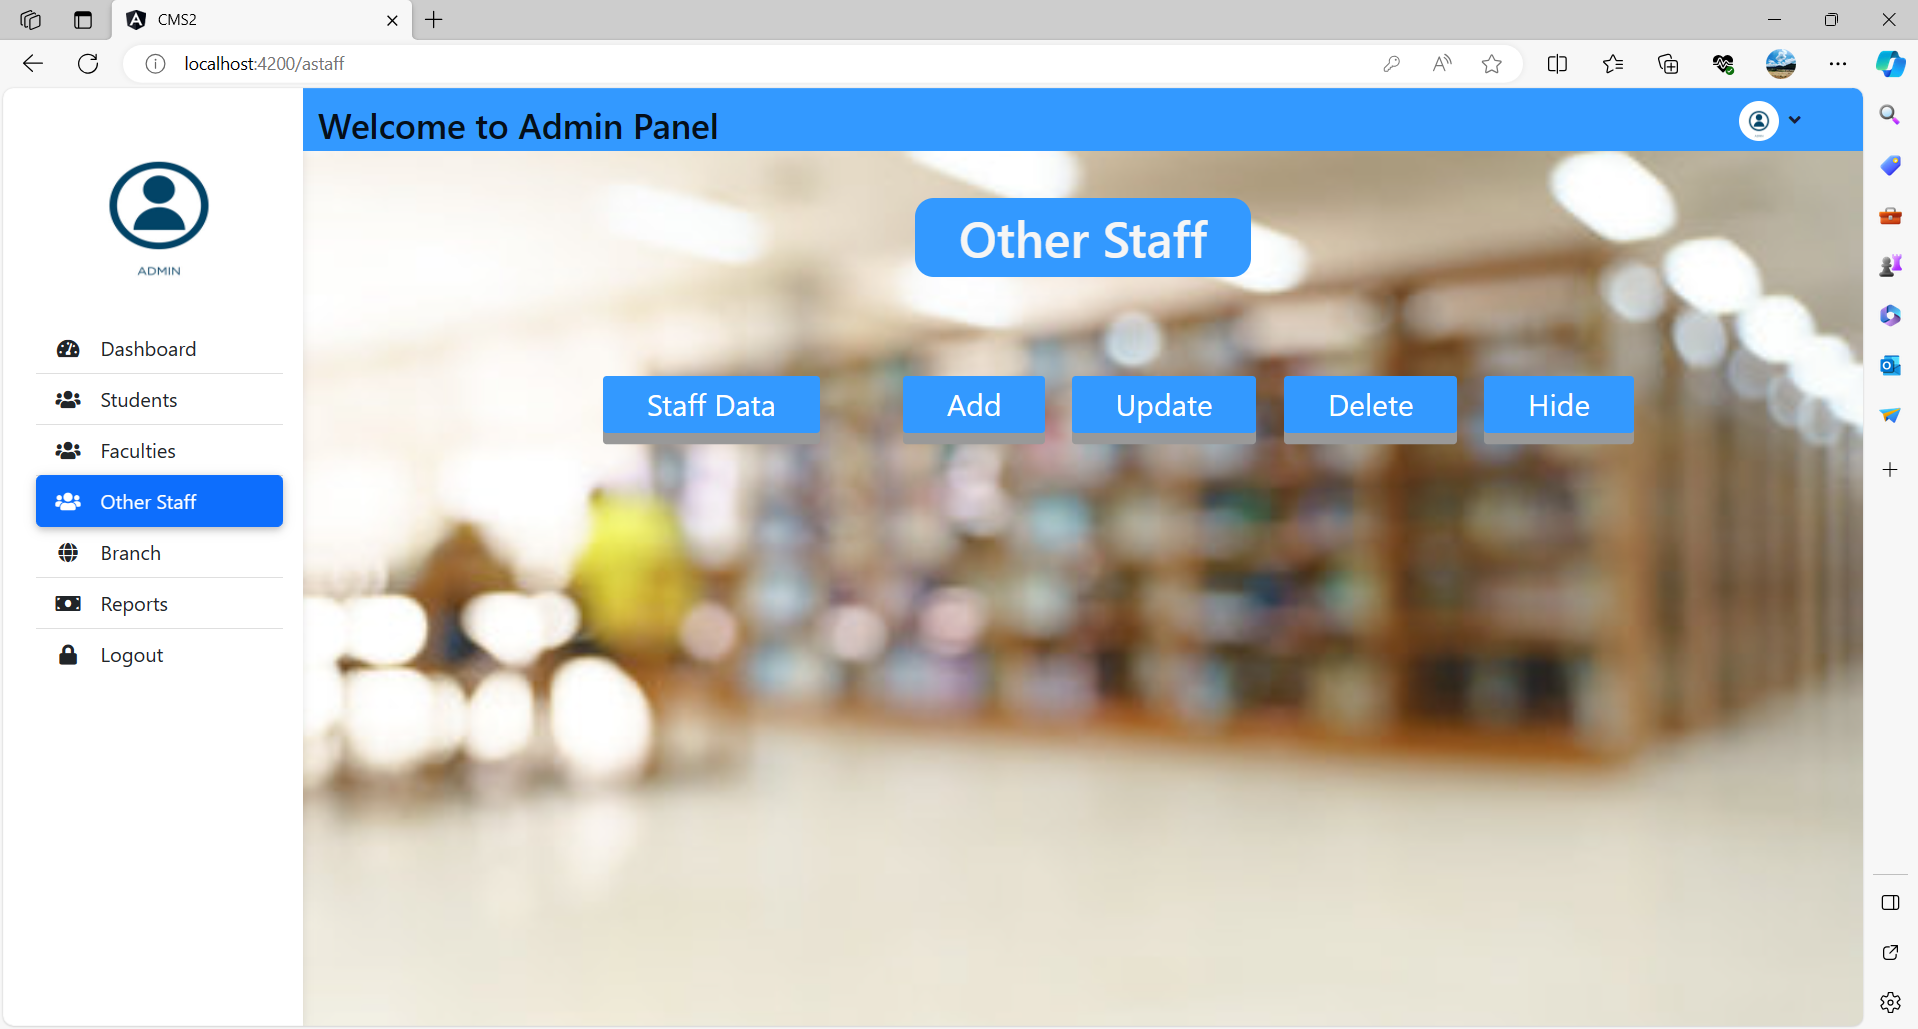 CMS2
localhost:4200/astaff
Welcome to Admin Panel
ADMIN
Dashboard
Students
Faculties
Other Staff
Branch
Reports
Logout
Other Staff
Staff Data
Add
Update
Delete
Hide